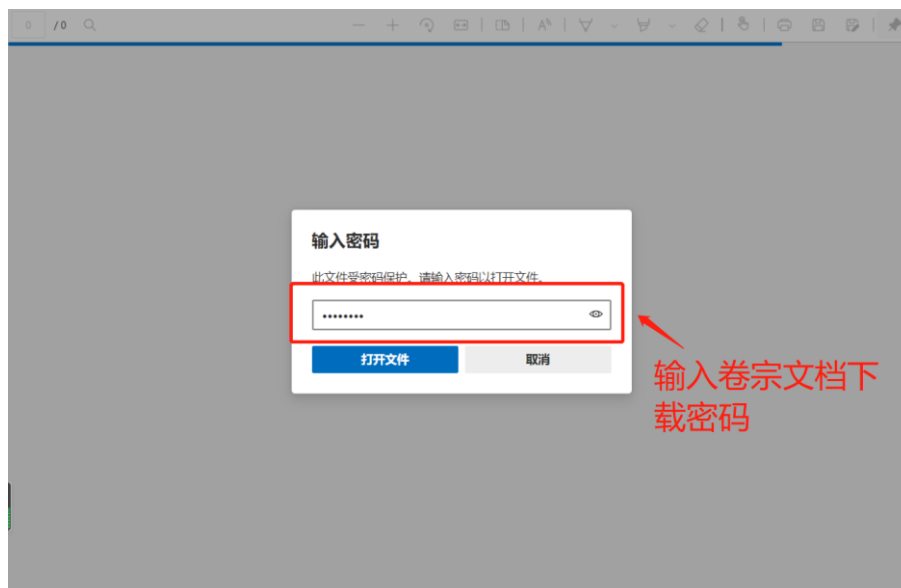 0 /0
输入密码
此文件受密码保护。请输入密码以打开文件。
••••••••
打开文件 取消
输入卷宗文档下
载密码